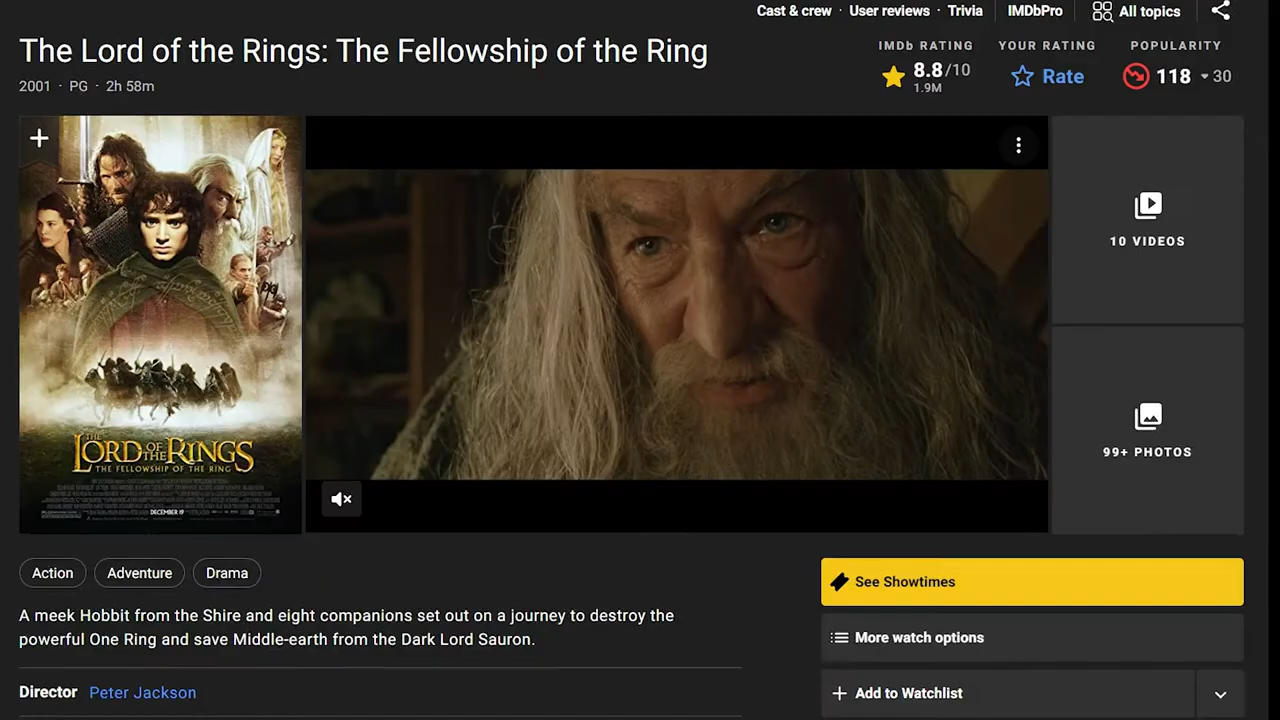 Cast & crew · User reviews · Trivia IMDbPro All topics
The Lord of the Rings: The Fellowship of the Ring
2001 · PG · 2h 58m
IMDb RATING
8.8/10
1.9M
YOUR RATING
Rate
POPULARITY
118 30
THE
LORD OF THE RINGS
THE FELLOWSHIP OF THE RING
DECEMBER 19
10 VIDEOS
99+ PHOTOS
Action Adventure Drama
A meek Hobbit from the Shire and eight companions set out on a journey to destroy the
powerful One Ring and save Middle-earth from the Dark Lord Sauron.
Director Peter Jackson
See Showtimes
More watch options
Add to Watchlist